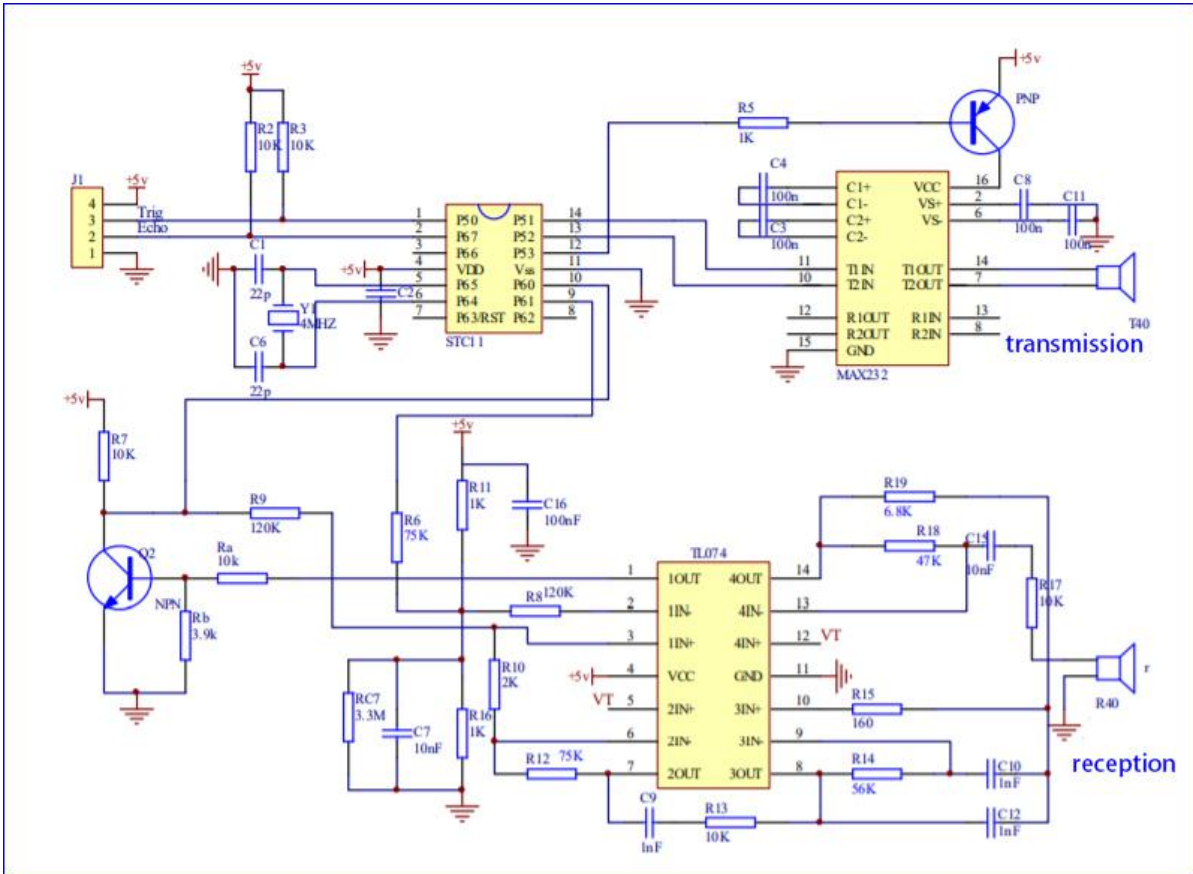 +5v
+5v
PNP
R5
1K
R2
10K
R3
10K
J1
+5v
4
3
2
1
Trig
Echo
C4
100n
C3
100n
C1+
C1-
C2+
C2-
VCC
VS+
VS-
16
2
6
C8
100n
C11
100n
1
2
3
4
5
6
7
P50
P67
P66
VDD
P65
P64
P63/RST
P51
P52
P53
Vss
P60
P61
P62
14
13
12
11
10
9
8
STC11
C1
22p
Y1
4MHZ
C6
22p
+5v
C2
11
10
T1IN
T2IN
T1OUT
T2OUT
14
7
12
R1OUT
R2OUT
15
GND
R1IN
R2IN
13
8
MAX232
T40
transmission
+5v
R7
10K
+5v
R11
1K
C16
100nF
R9
120K
R6
75K
R19
6.8K
R18
47K
C15
10nF
R17
10K
Q2
NPN
Ra
10k
Rb
3.9k
TL074
R8
120K
1
2
3
4
5
6
7
1OUT
1IN-
1IN+
VCC
2IN+
2IN-
2OUT
4OUT
4IN-
4IN+
GND
3IN+
3IN-
3OUT
14
13
12
11
10
9
8
VT
+5v
VT
R10
2K
RC7
3.3M
C7
10nF
R16
1K
R15
160
r
R40
reception
R12
75K
R14
56K
C10
1nF
C9
1nF
R13
10K
C12
1nF